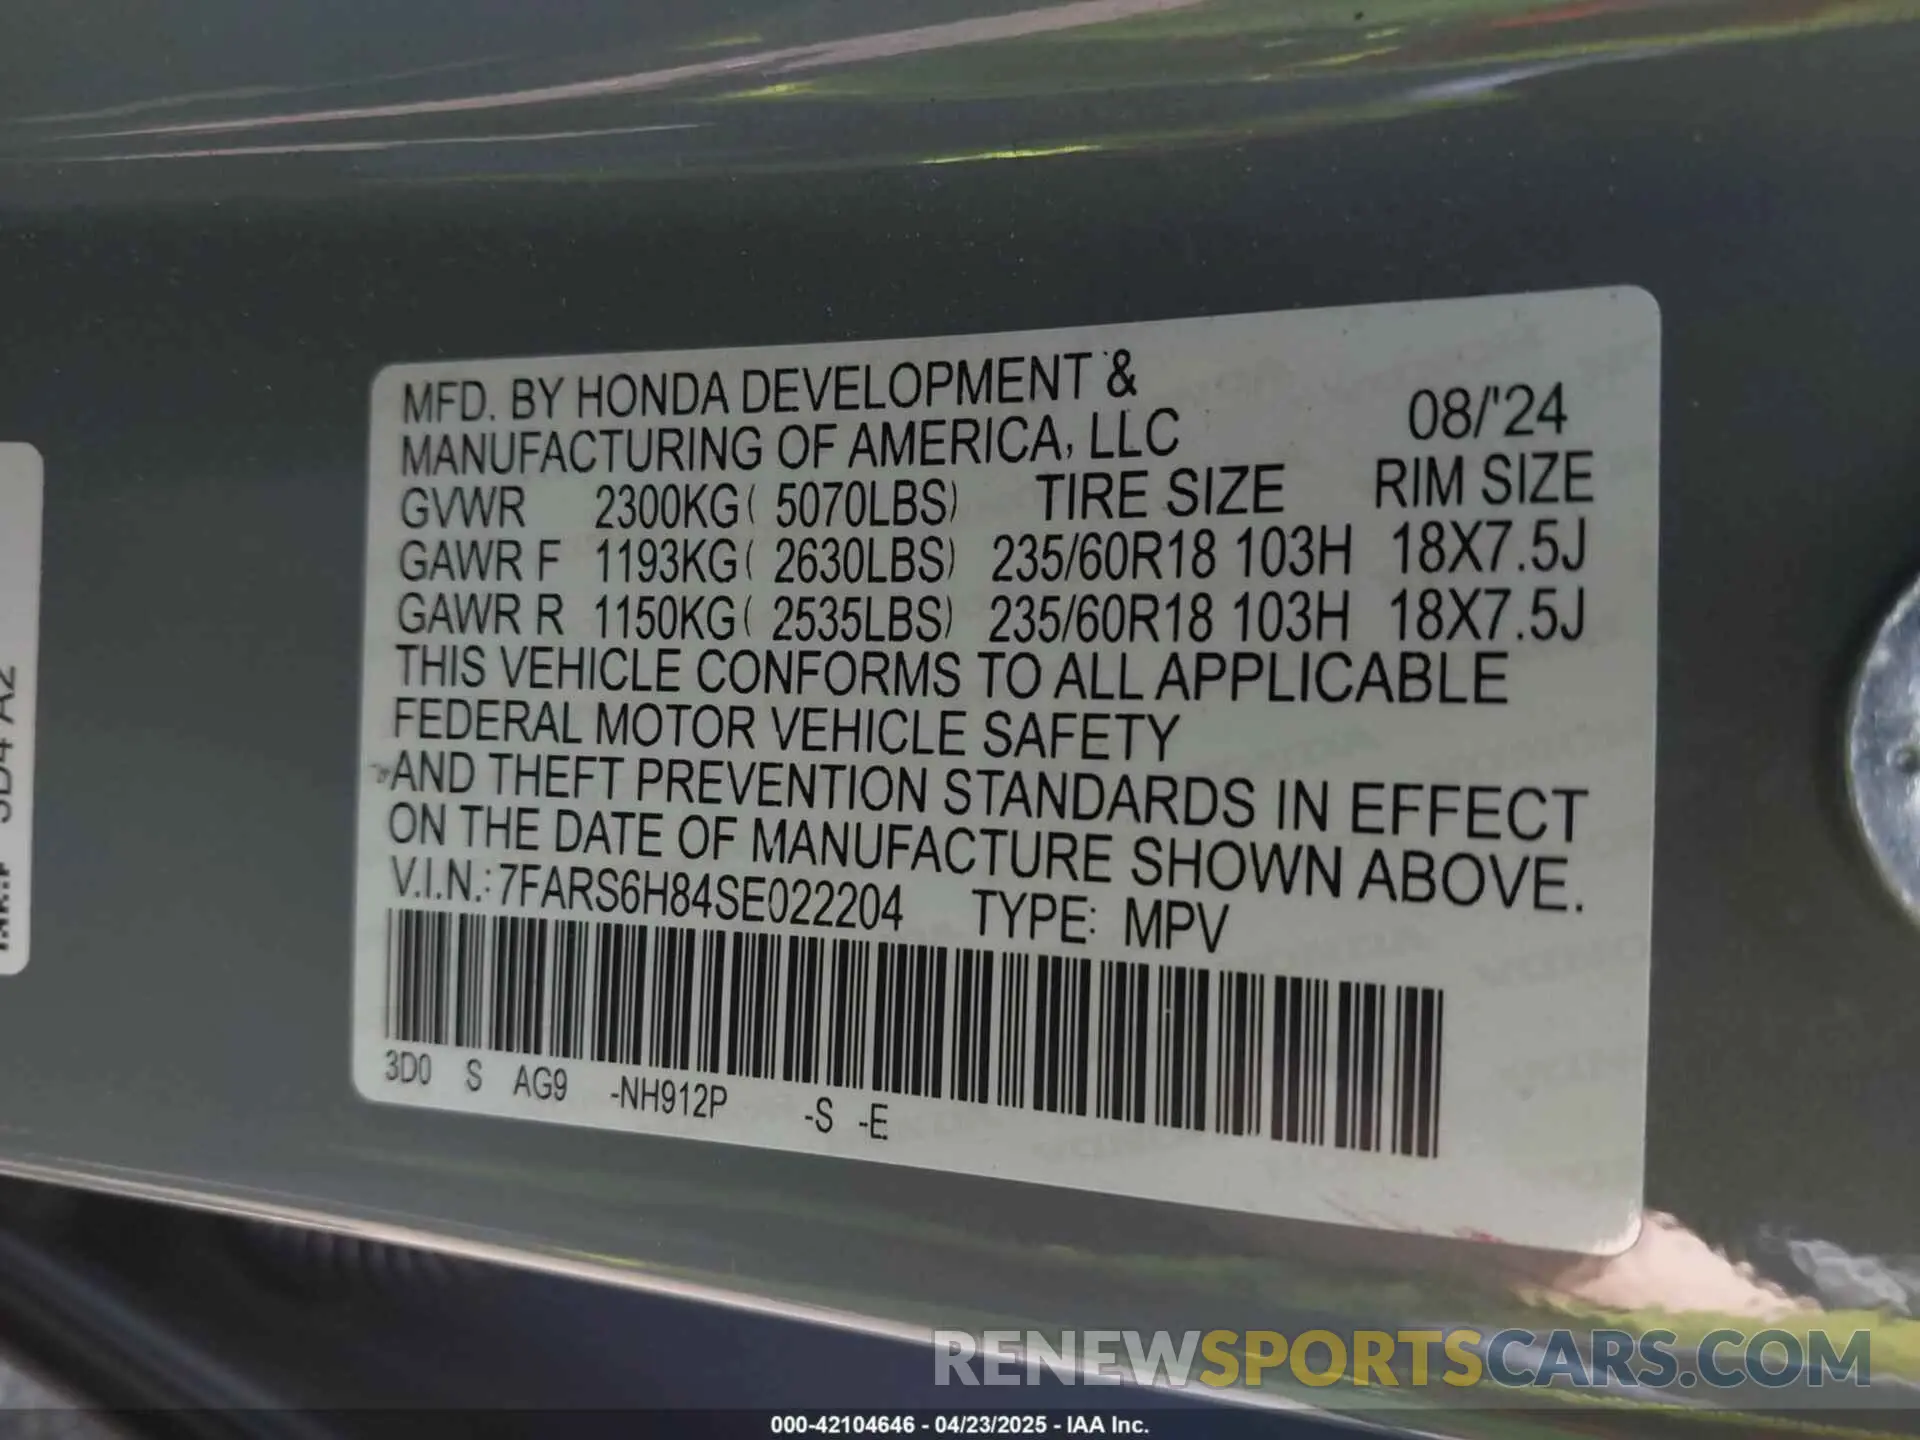 MFD. BY HONDA DEVELOPMENT &
MANUFACTURING OF AMERICA, LLC 08/'24
GVWR 2300KG( 5070LBS) TIRE SIZE RIM SIZE
GAWR F 1193KG( 2630LBS) 235/60R18 103H 18X7.5J
GAWR R 1150KG( 2535LBS) 235/60R18 103H 18X7.5J
THIS VEHICLE CONFORMS TO ALL APPLICABLE
FEDERAL MOTOR VEHICLE SAFETY
AND THEFT PREVENTION STANDARDS IN EFFECT
ON THE DATE OF MANUFACTURE SHOWN ABOVE.
V.I.N.: 7FARS6H84SE022204 TYPE: MPV
3D0 S AG9 -NH912P -S -E
RENEWSPORTSCARS.COM
000-42104646 - 04/23/2025 - IAA Inc.